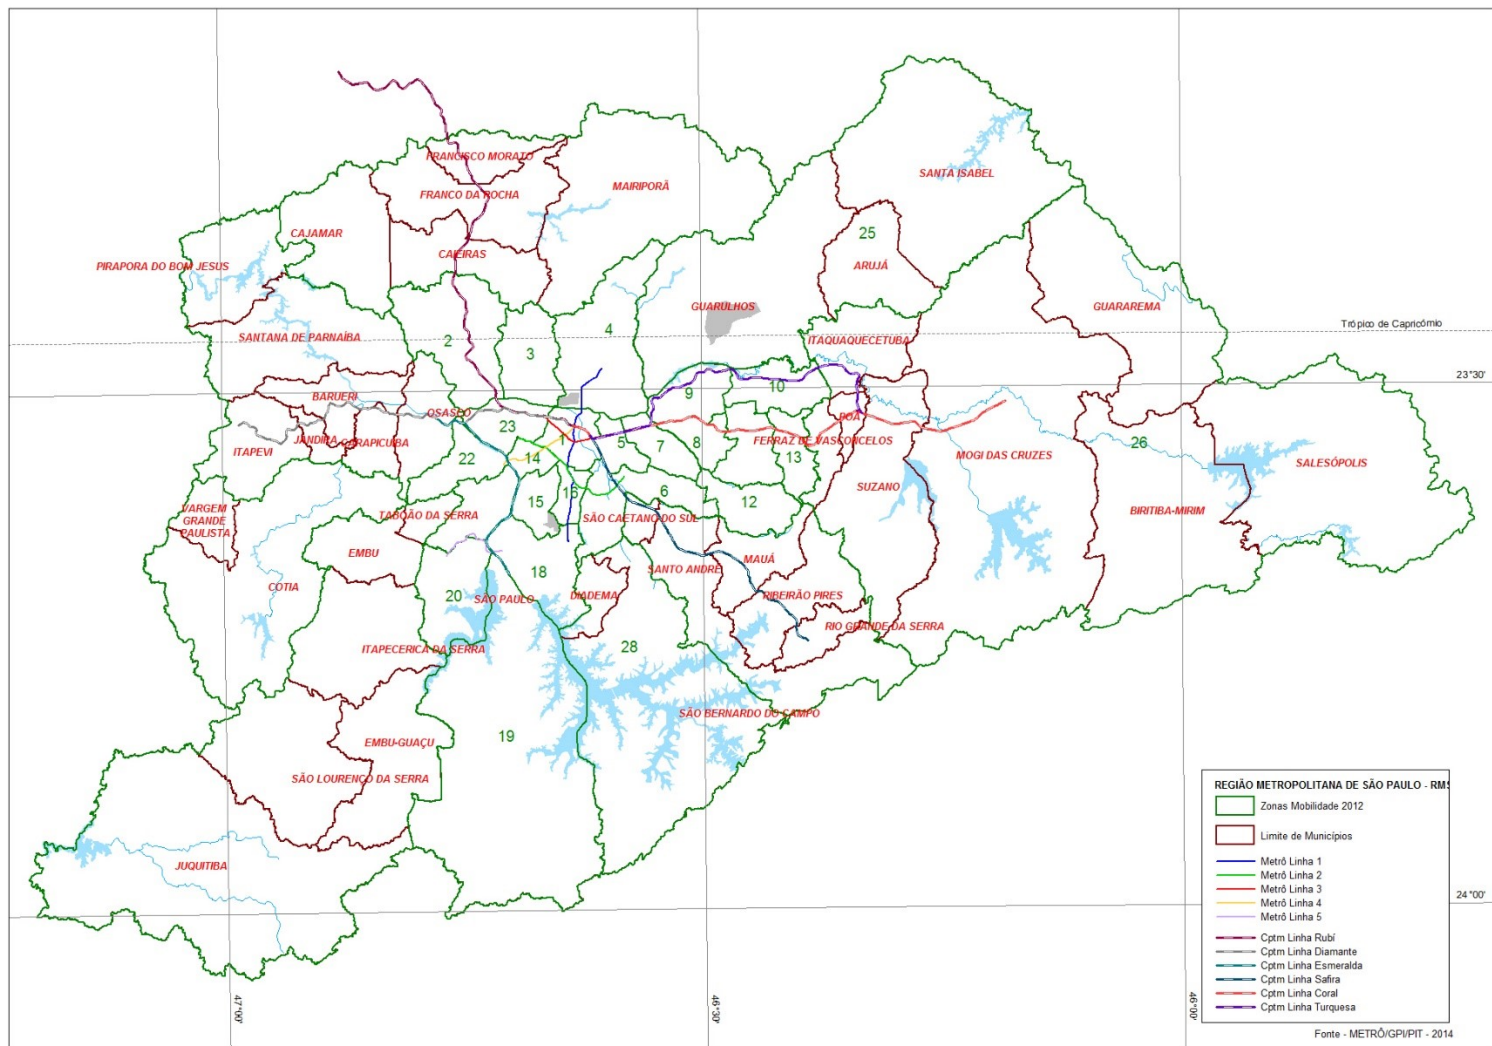 FRANCISCO MORATO
FRANCO DA ROCHA
MAIRIPORÃ
SANTA ISABEL
CAJAMAR
25
CAIEIRAS
PIRAPORA DO BOM JESUS
ARUJÁ
GUARULHOS
GUARAREMA
Trópico de Capricórnio
SANTANA DE PARNAÍBA
2
3
4
ITAQUAQUECETUBA
23°30'
BARUERI
9
10
OSASCO
POÁ
23
JANDIRA
CARAPICUIBA
5
7
8
FERRAZ DE VASCONCELOS
26
ITAPEVI
22
14
13
MOGI DAS CRUZES
SALESÓPOLIS
SUZANO
VARGEM
GRANDE
PAULISTA
TABOÃO DA SERRA
15
16
6
12
SÃO CAETANO DO SUL
BIRITIBA-MIRIM
EMBU
MAUÁ
SANTO ANDRÉ
18
COTIA
20
SÃO PAULO
DIADEMA
RIBEIRÃO PIRES
RIO GRANDE DA SERRA
ITAPECERICA DA SERRA
28
SÃO BERNARDO DO CAMPO
19
EMBU-GUAÇU
SÃO LOURENÇO DA SERRA
JUQUITIBA
REGIÃO METROPOLITANA DE SÃO PAULO - RMS
Zonas Mobilidade 2012
Limite de Municípios
Metrô Linha 1
Metrô Linha 2
Metrô Linha 3
Metrô Linha 4
Metrô Linha 5
Cptm Linha Rubí
Cptm Linha Diamante
Cptm Linha Esmeralda
Cptm Linha Safira
Cptm Linha Coral
Cptm Linha Turquesa
24°00'
47°00'
46°30'
46°00'
Fonte - METRÔ/GPI/PIT - 2014